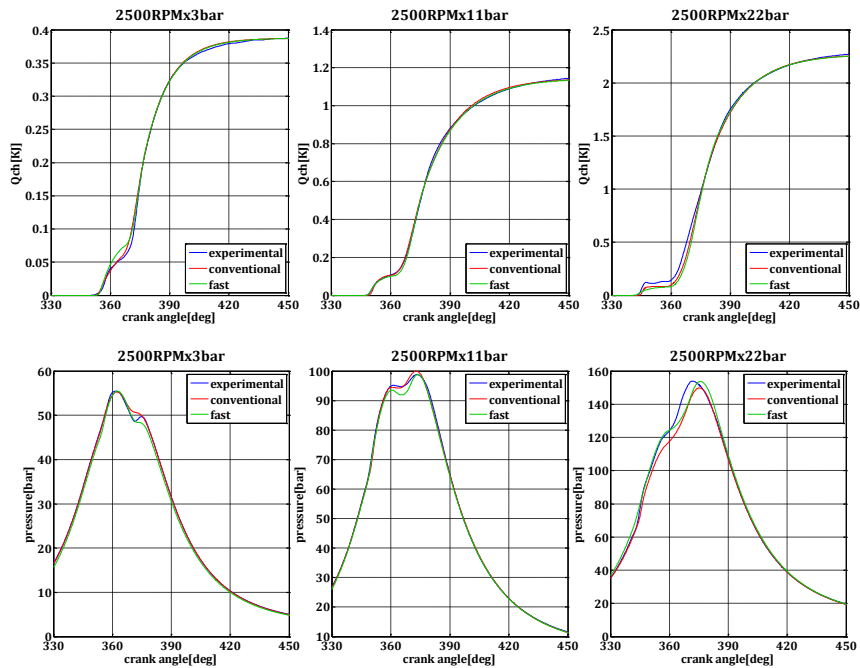 2500RPMx3bar
2500RPMx11bar
2500RPMx22bar
Qch[KJ]
0.4
0.35
0.3
0.25
0.2
0.15
0.1
0.05
0
330
360
390
420
450
crank angle[deg]
experimental
conventional
fast
Qch[KJ]
1.4
1.2
1
0.8
0.6
0.4
0.2
0
330
360
390
420
450
crank angle[deg]
experimental
conventional
fast
Qch[KJ]
2.5
2
1.5
1
0.5
0
330
360
390
420
450
crank angle[deg]
experimental
conventional
fast
2500RPMx3bar
2500RPMx11bar
2500RPMx22bar
pressure[bar]
60
50
40
30
20
10
0
330
360
390
420
450
crank angle[deg]
experimental
conventional
fast
pressure[bar]
100
90
80
70
60
50
40
30
20
10
330
360
390
420
450
crank angle[deg]
experimental
conventional
fast
pressure[bar]
160
140
120
100
80
60
40
20
0
330
360
390
420
450
crank angle[deg]
experimental
conventional
fast